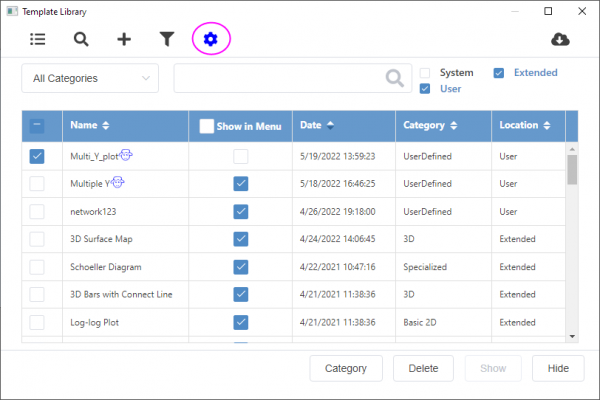 Template Library
All Categories
System Extended
User
Name Show in Menu Date Category Location
Multi_Y_plot 5/19/2022 13:59:23 UserDefined User
Multiple Y 5/18/2022 16:46:25 UserDefined User
network123 4/26/2022 19:18:00 UserDefined User
3D Surface Map 4/24/2022 14:06:45 3D Extended
Schoeller Diagram 4/22/2021 10:47:16 Specialized Extended
3D Bars with Connect Line 4/21/2021 11:38:36 3D Extended
Log-log Plot 4/21/2021 11:38:36 Basic 2D Extended
Category Delete Show Hide